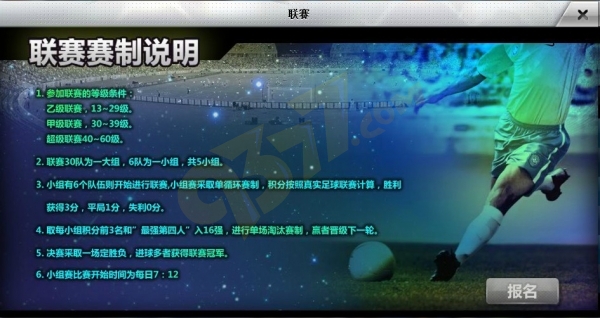 联赛
联赛赛制说明
1. 参加联赛的等级条件：
乙级联赛，13~29级。
甲级联赛，30~39级。
超级联赛40~60级。
2. 联赛30队为一大组，6队为一小组，共5小组。
3. 小组有6个队伍则开始进行联赛,小组赛采取单循环赛制，积分按照真实足球联赛计算，胜利
获得3分，平局1分，失利0分。
4. 取每小组积分前3名和"最强第四人"入16强，进行单场淘汰赛制，赢者晋级下一轮。
5. 决赛采取一场定胜负，进球多者获得联赛冠军。
6. 小组赛比赛开始时间为每日7：12
报名